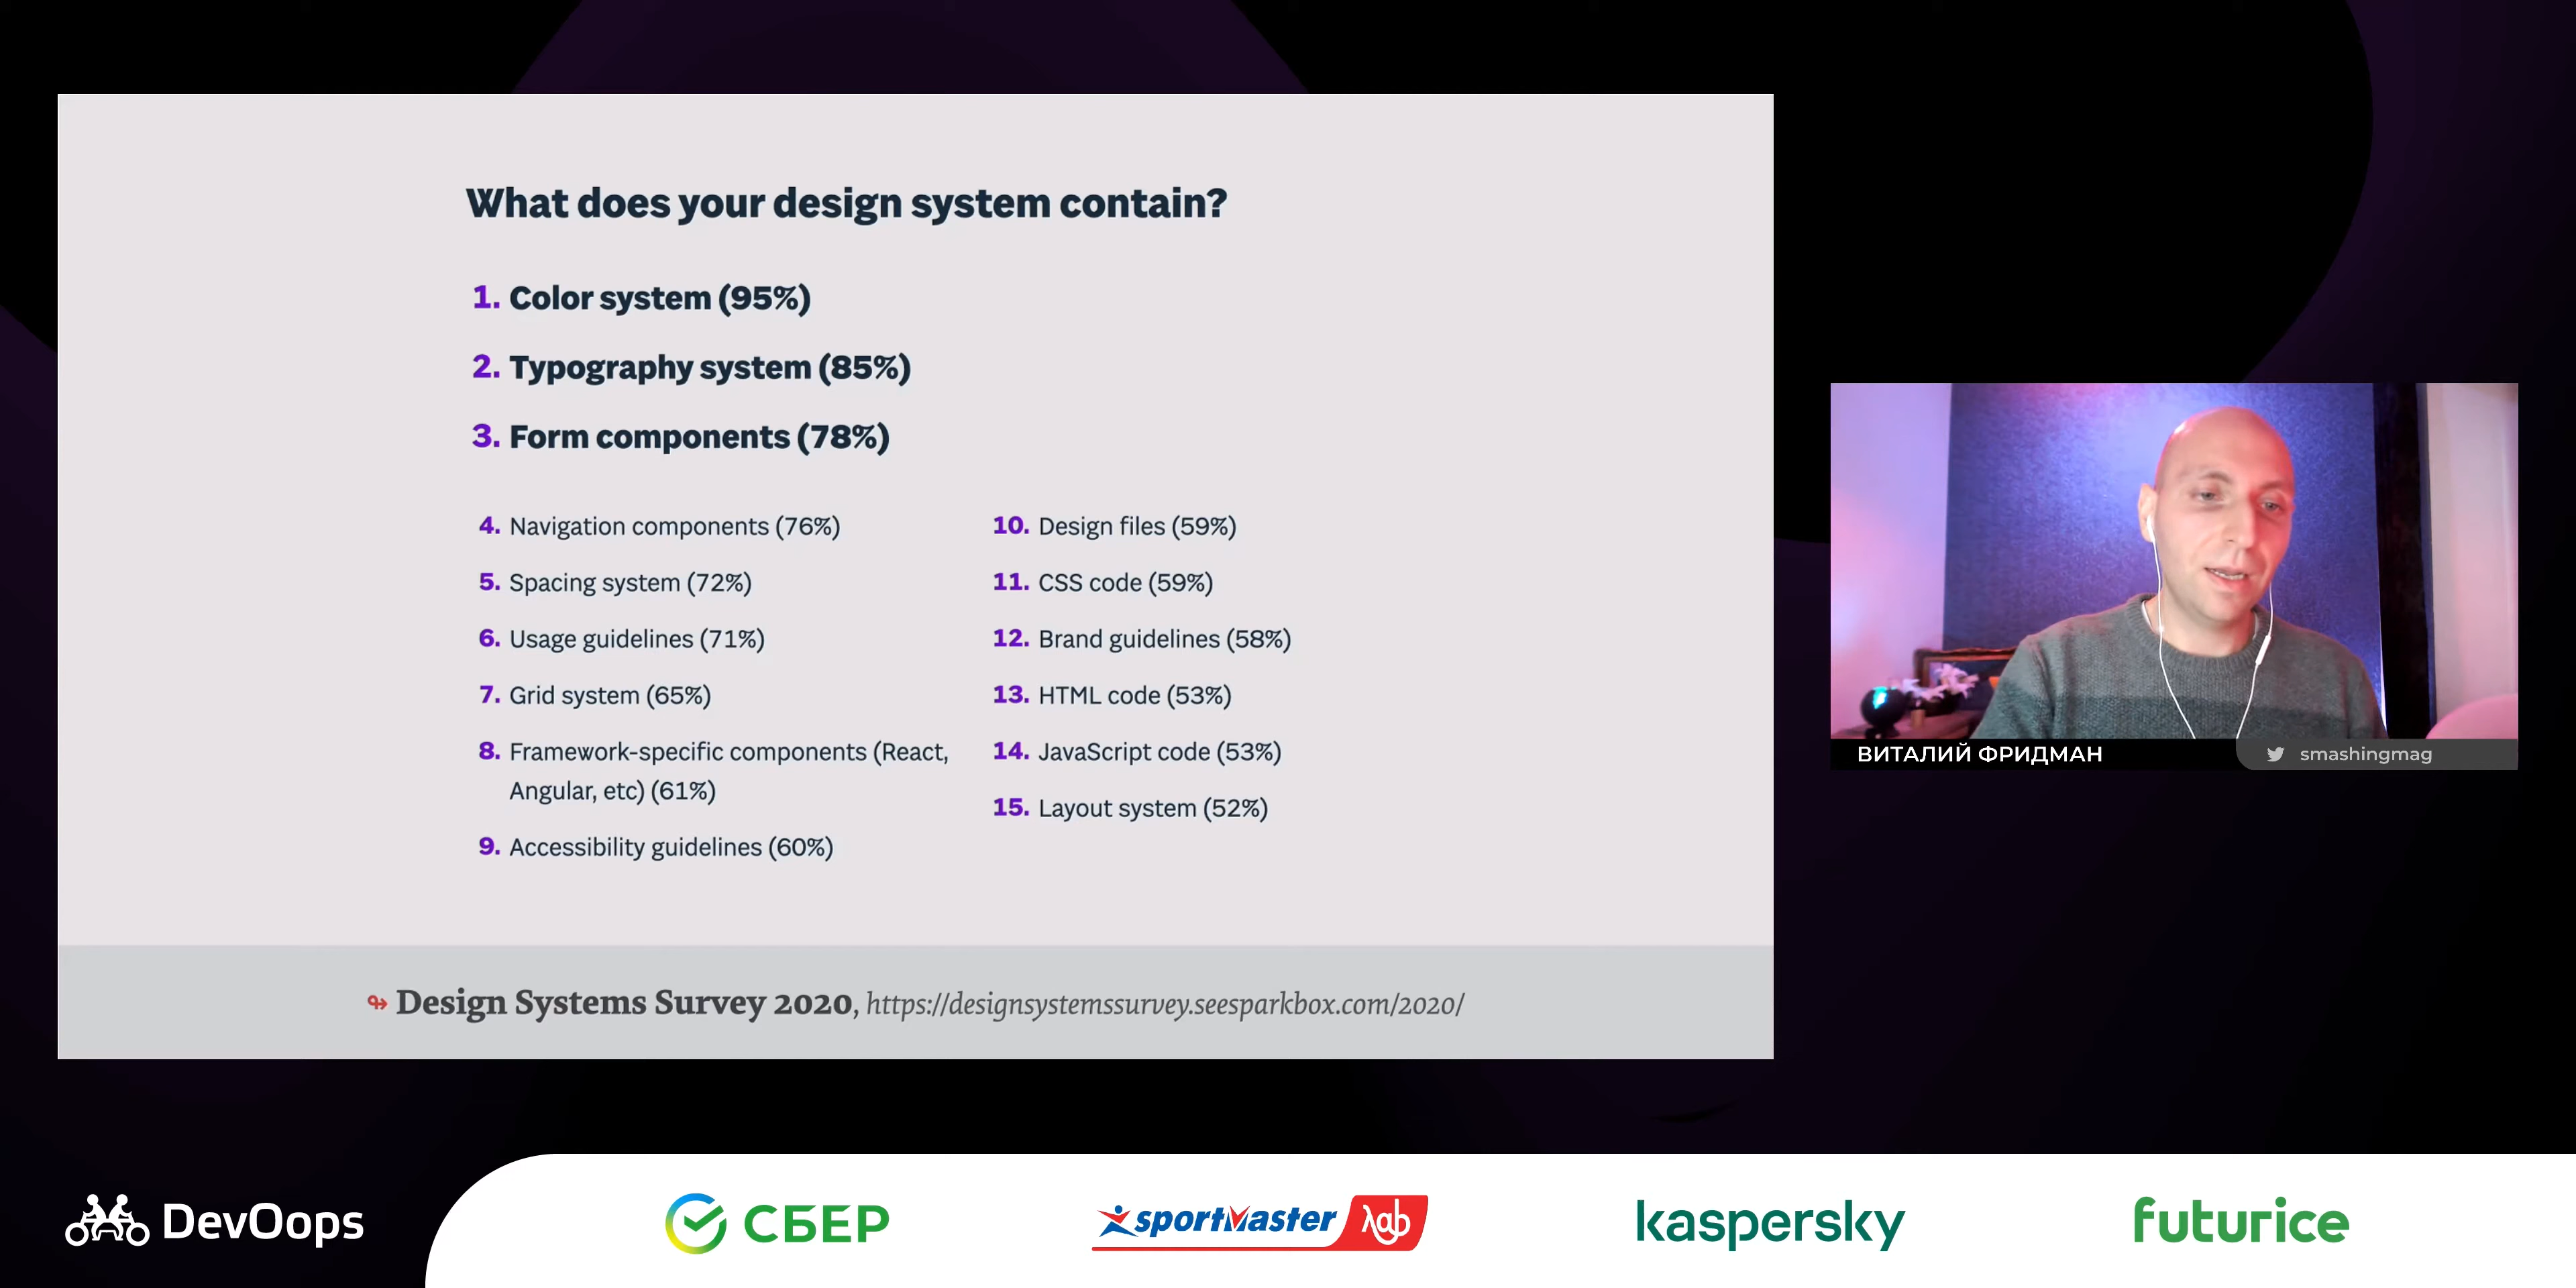 What does your design system contain?
1. Color system (95%)
2. Typography system (85%)
3. Form components (78%)
4. Navigation components (76%)
5. Spacing system (72%)
6. Usage guidelines (71%)
7. Grid system (65%)
8. Framework-specific components (React,
Angular, etc) (61%)
9. Accessibility guidelines (60%)
10. Design files (59%)
11. CSS code (59%)
12. Brand guidelines (58%)
13. HTML code (53%)
14. JavaScript code (53%)
15. Layout system (52%)
Design Systems Survey 2020, https://designsystemssurvey.seesparkbox.com/2020/
ВИТАЛИЙ ФРИДМАН
smashingmag
DevOops
СБЕР
sportmaster λab
kaspersky
futurice